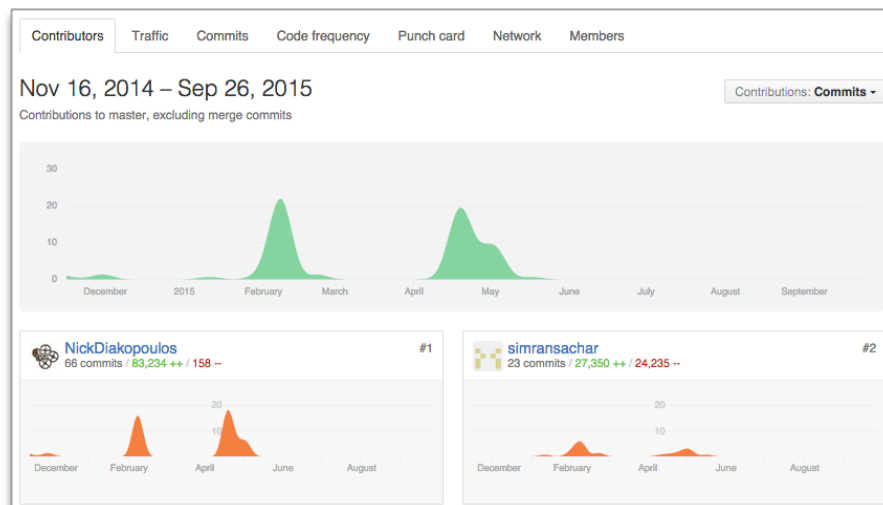 Contributors Traffic Commits Code frequency Punch card Network Members
Nov 16, 2014 – Sep 26, 2015
Contributions: Commits
Contributions to master, excluding merge commits
30
20
10
0
December 2015 February March April May June July August September
NickDiakopoulos #1
66 commits / 83,234 ++ / 158 --
20
10
December February April June August
simransachar #2
23 commits / 27,350 ++ / 24,235 --
20
10
December February April June August